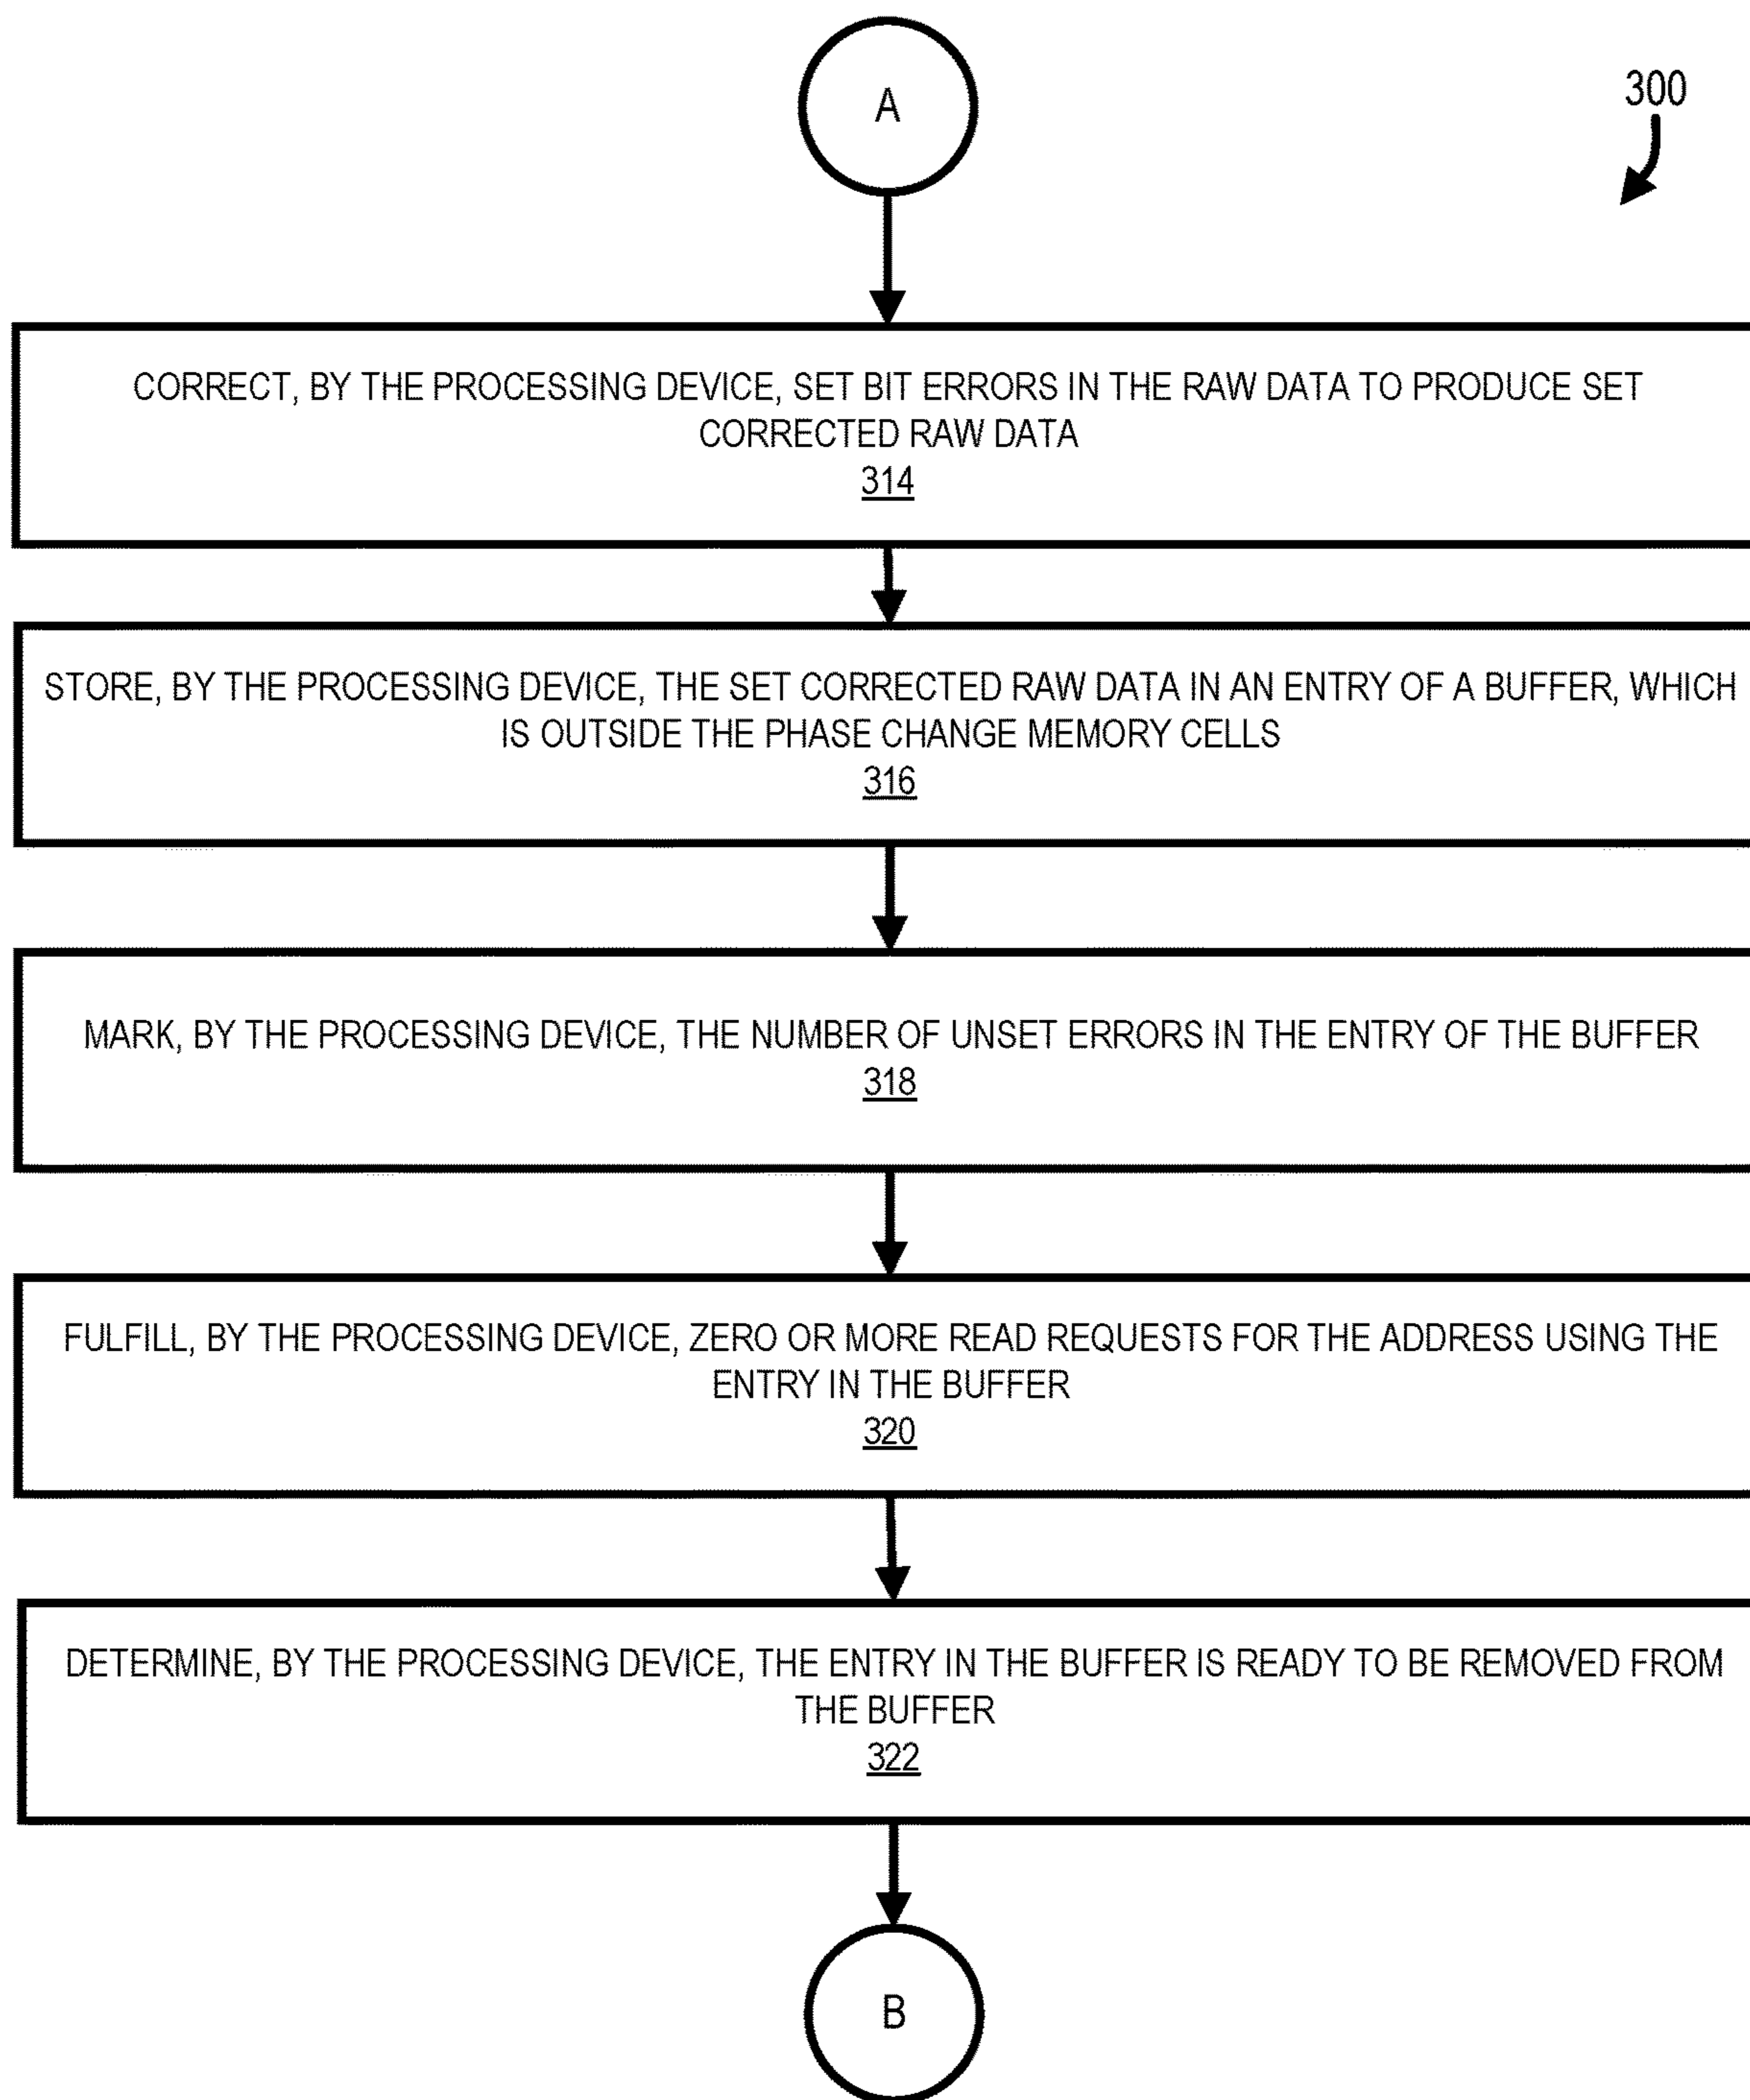 A
300
CORRECT, BY THE PROCESSING DEVICE, SET BIT ERRORS IN THE RAW DATA TO PRODUCE SET
CORRECTED RAW DATA
314
STORE, BY THE PROCESSING DEVICE, THE SET CORRECTED RAW DATA IN AN ENTRY OF A BUFFER, WHICH
IS OUTSIDE THE PHASE CHANGE MEMORY CELLS
316
MARK, BY THE PROCESSING DEVICE, THE NUMBER OF UNSET ERRORS IN THE ENTRY OF THE BUFFER
318
FULFILL, BY THE PROCESSING DEVICE, ZERO OR MORE READ REQUESTS FOR THE ADDRESS USING THE
ENTRY IN THE BUFFER
320
DETERMINE, BY THE PROCESSING DEVICE, THE ENTRY IN THE BUFFER IS READY TO BE REMOVED FROM
THE BUFFER
322
B